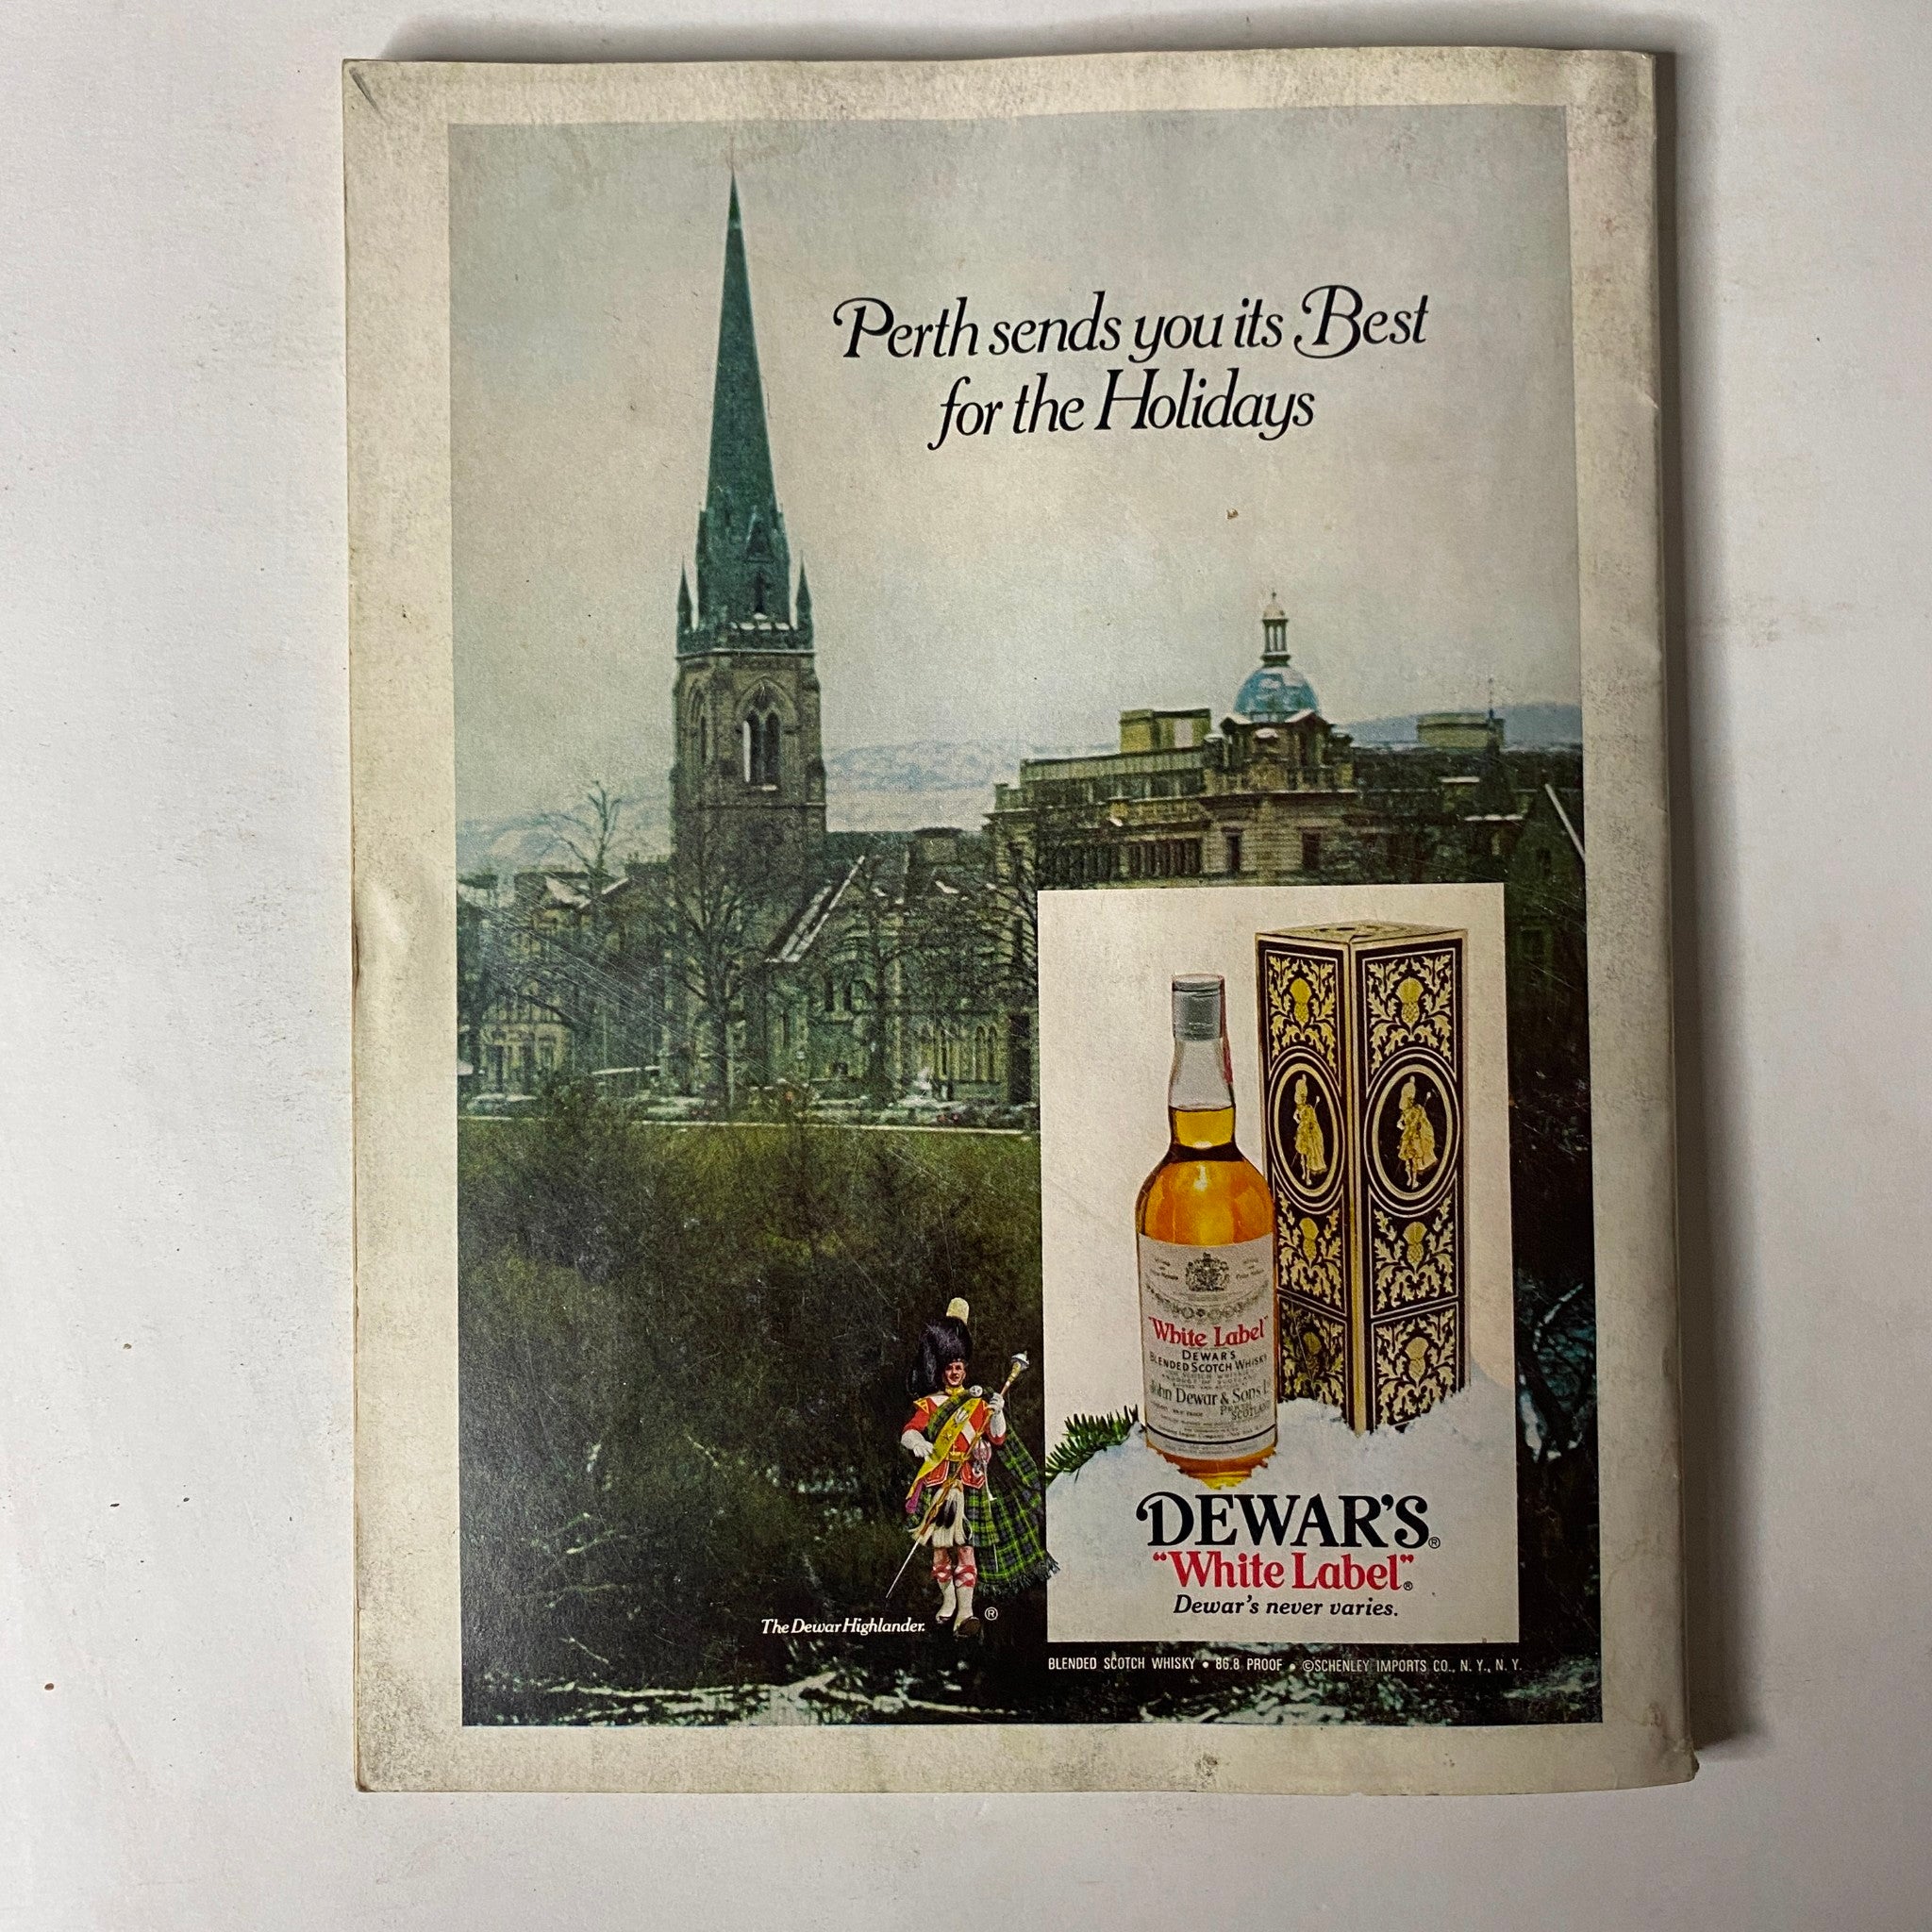 Perth sends you its Best
for the Holidays
"White Label"
DEWAR'S
BLENDED SCOTCH WHISKY
John Dewar & Sons
PERTH
SCOTLAND
DEWAR'S®
"White Label"®
Dewar's never varies.
The Dewar Highlander. ®
BLENDED SCOTCH WHISKY • 86.8 PROOF • ©SCHENLEY IMPORTS CO., N. Y., N. Y.